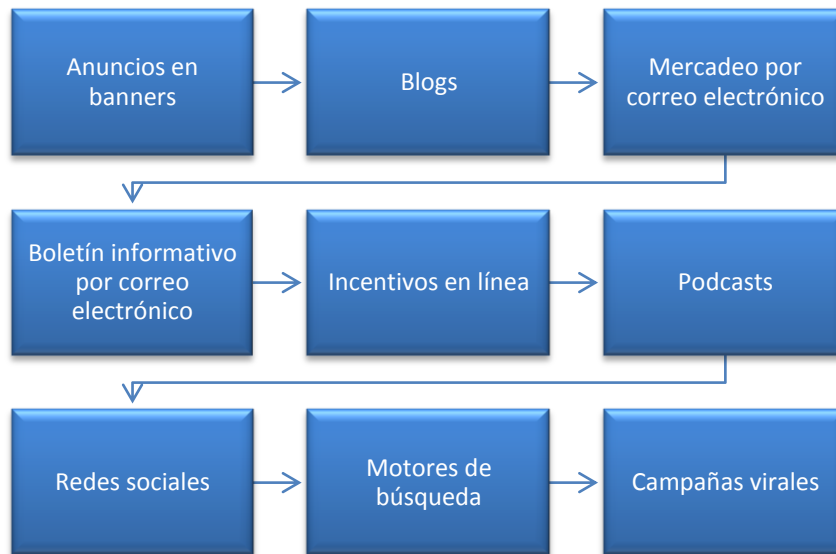 Anuncios en
banners
Blogs
Mercadeo por
correo electrónico
Boletín informativo
por correo
electrónico
Incentivos en línea
Podcasts
Redes sociales
Motores de
búsqueda
Campañas virales